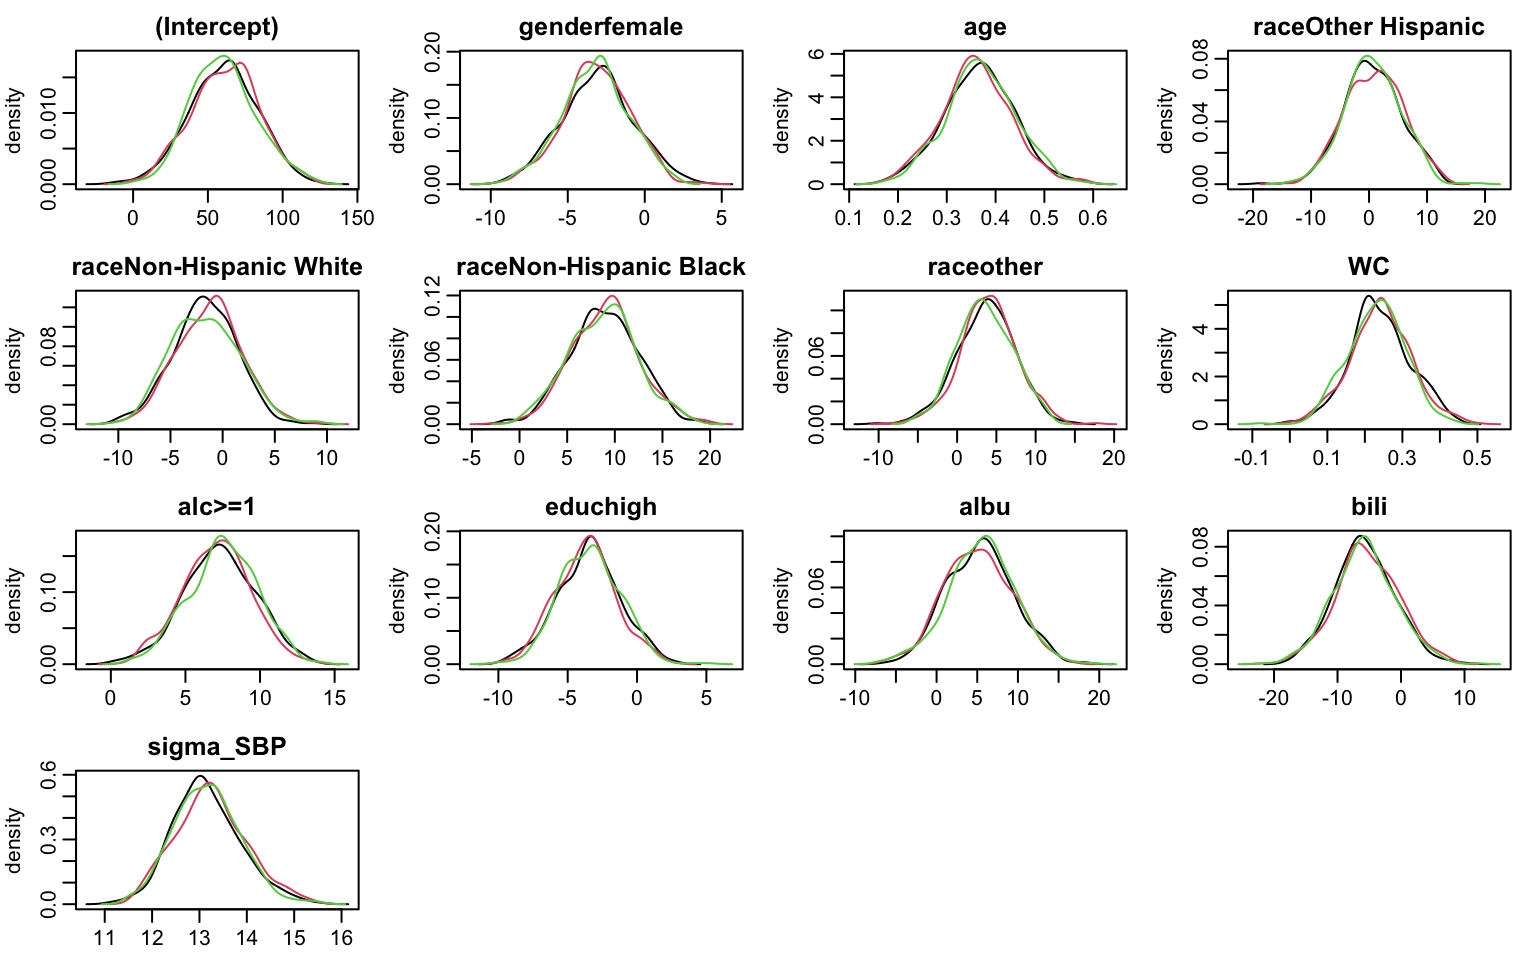 (Intercept)
density
0.000 0.010
0 50 100 150
genderfemale
density
0.00 0.10 0.20
-10 -5 0 5
age
density
0 2 4 6
0.1 0.2 0.3 0.4 0.5 0.6
raceOther Hispanic
density
0.00 0.04 0.08
-20 -10 0 10 20
raceNon-Hispanic White
density
0.00 0.08
-10 -5 0 5 10
raceNon-Hispanic Black
density
0.00 0.06 0.12
-5 0 5 10 15 20
raceother
density
0.00 0.06
-10 0 5 10 20
WC
density
0 2 4
-0.1 0.1 0.3 0.5
alc>=1
density
0.00 0.10
0 5 10 15
educhigh
density
0.00 0.10 0.20
-10 -5 0 5
albu
density
0.00 0.06
-10 0 5 10 20
bili
density
0.00 0.04 0.08
-20 -10 0 10
sigma_SBP
density
0.0 0.3 0.6
11 12 13 14 15 16